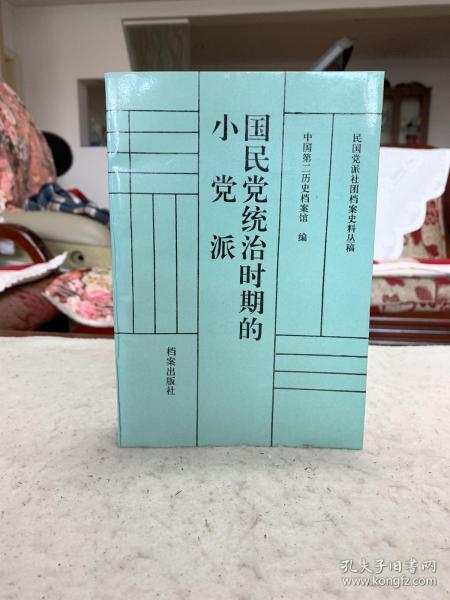 民国党派社团档案史料丛稿
中国第二历史档案馆 编
国民党统治时期的
小党派
档案出版社
孔夫子旧书网
www.kongfz.com